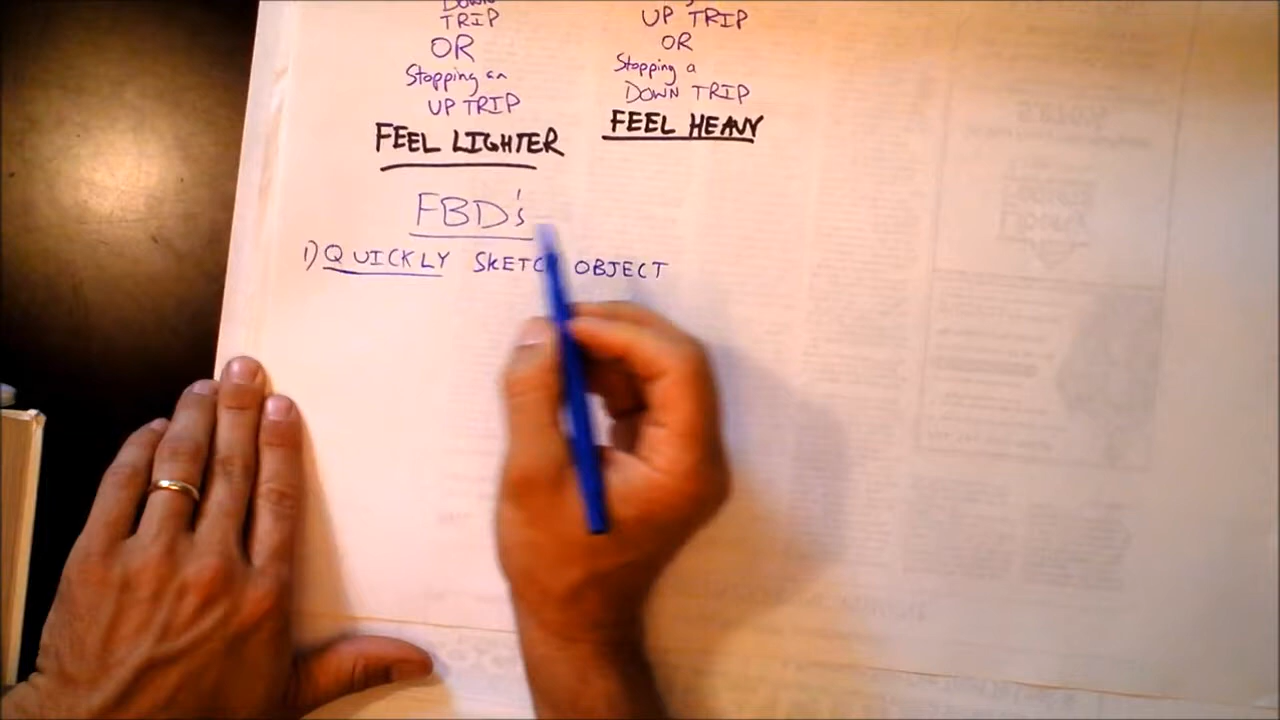 DOWN
TRIP
OR
Stopping an
UP TRIP
FEEL LIGHTER
UP TRIP
OR
Stopping a
DOWN TRIP
FEEL HEAVY
FBD's
1) QUICKLY SKETCH OBJECT